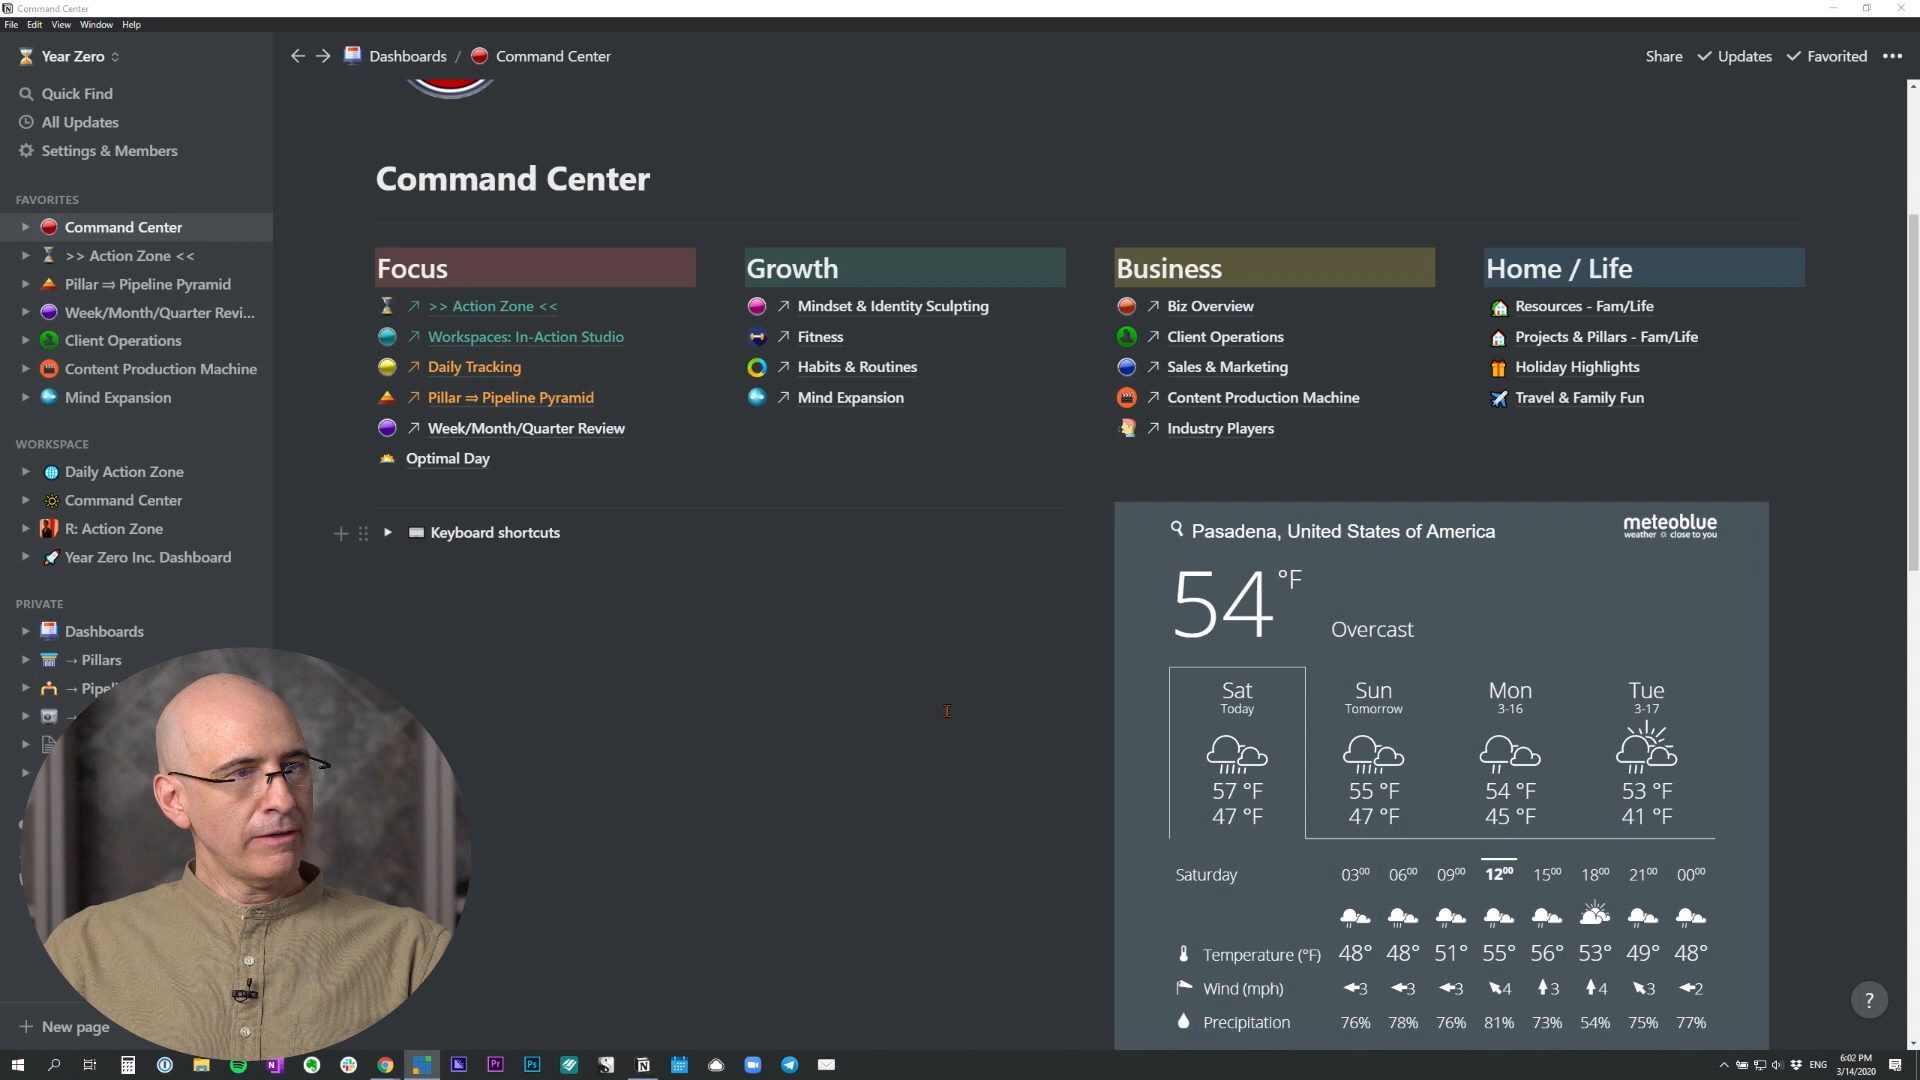 Command Center
File Edit View Window Help
Year Zero
Dashboards / Command Center
Share Updates Favorited
Quick Find
All Updates
Settings & Members
FAVORITES
Command Center
>> Action Zone <<
Pillar ⇒ Pipeline Pyramid
Week/Month/Quarter Revi...
Client Operations
Content Production Machine
Mind Expansion
WORKSPACE
Daily Action Zone
Command Center
R: Action Zone
Year Zero Inc. Dashboard
PRIVATE
Dashboards
→ Pillars
New page
Command Center
Focus
↗ >> Action Zone <<
↗ Workspaces: In-Action Studio
↗ Daily Tracking
↗ Pillar ⇒ Pipeline Pyramid
↗ Week/Month/Quarter Review
Optimal Day
Growth
↗ Mindset & Identity Sculpting
↗ Fitness
↗ Habits & Routines
↗ Mind Expansion
Business
↗ Biz Overview
↗ Client Operations
↗ Sales & Marketing
↗ Content Production Machine
↗ Industry Players
Home / Life
Resources - Fam/Life
Projects & Pillars - Fam/Life
Holiday Highlights
Travel & Family Fun
Keyboard shortcuts
Pasadena, United States of America
meteoblue
weather ☼ close to you
54 °F
Overcast
Sat Sun Mon Tue
Today Tomorrow 3-16 3-17
57 °F 55 °F 54 °F 53 °F
47 °F 47 °F 45 °F 41 °F
Saturday 03⁰⁰ 06⁰⁰ 09⁰⁰ 12⁰⁰ 15⁰⁰ 18⁰⁰ 21⁰⁰ 00⁰⁰
Temperature (°F) 48° 48° 51° 55° 56° 53° 49° 48°
Wind (mph) 3 3 3 4 3 4 3 2
Precipitation 76% 78% 76% 81% 73% 54% 75% 77%
?
ENG
6:02 PM
3/14/2020